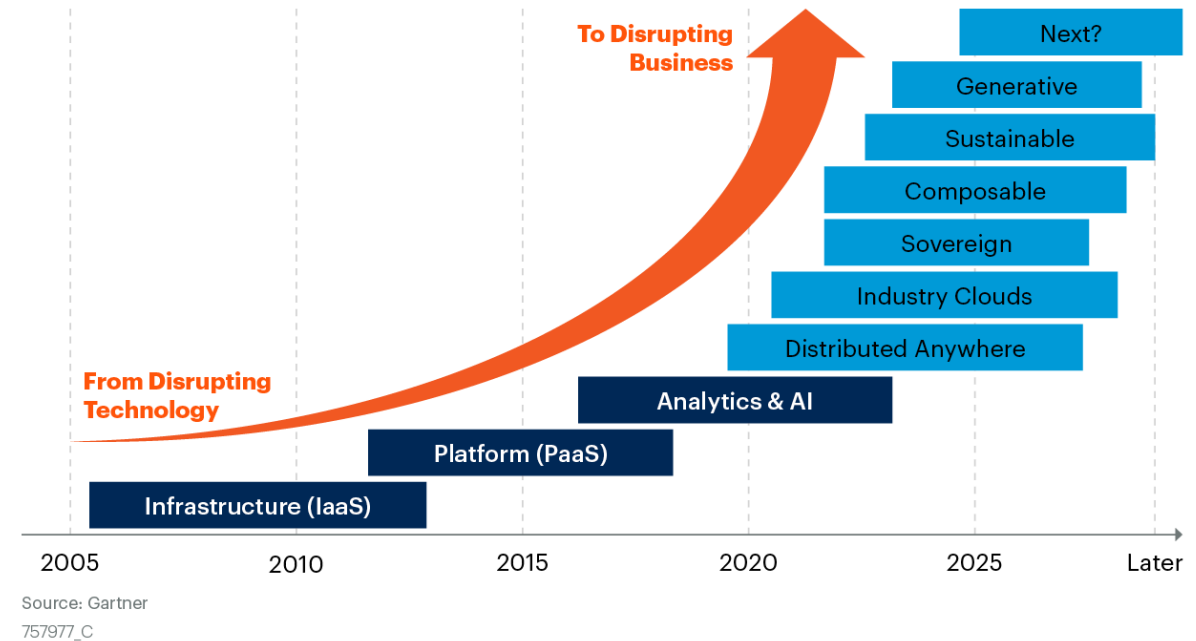 To Disrupting
Business
Next?
Generative
Sustainable
Composable
Sovereign
Industry Clouds
Distributed Anywhere
From Disrupting
Technology
Analytics & AI
Platform (PaaS)
Infrastructure (IaaS)
2005 2010 2015 2020 2025 Later
Source: Gartner
757977_C